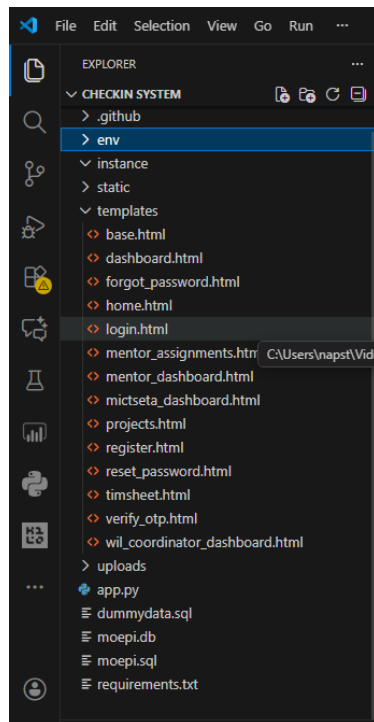 File Edit Selection View Go Run ...
EXPLORER ...
CHECKIN SYSTEM
.github
env
instance
static
templates
base.html
dashboard.html
forgot_password.html
home.html
login.html
mentor_assignments.htm
C:\Users\napst\Vid
mentor_dashboard.html
mictseta_dashboard.html
projects.html
register.html
reset_password.html
timsheet.html
verify_otp.html
wil_coordinator_dashboard.html
uploads
app.py
dummydata.sql
moepi.db
moepi.sql
requirements.txt